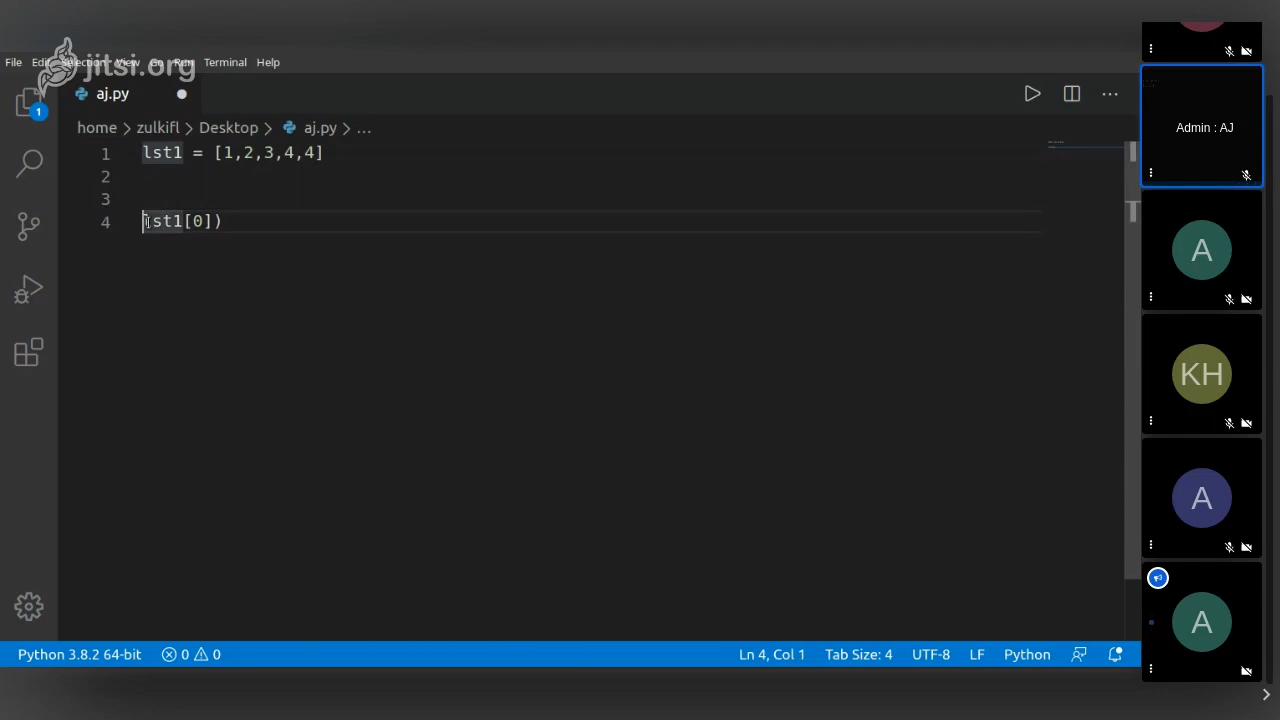 jitsi.org
File Edit Selection View Go Run Terminal Help
1
aj.py
home > zulkifl > Desktop > aj.py > ...
1 lst1 = [1,2,3,4,4]
2
3
4 lst1[0])
Python 3.8.2 64-bit 0 0 Ln 4, Col 1 Tab Size: 4 UTF-8 LF Python
Admin : AJ
A
KH
A
A